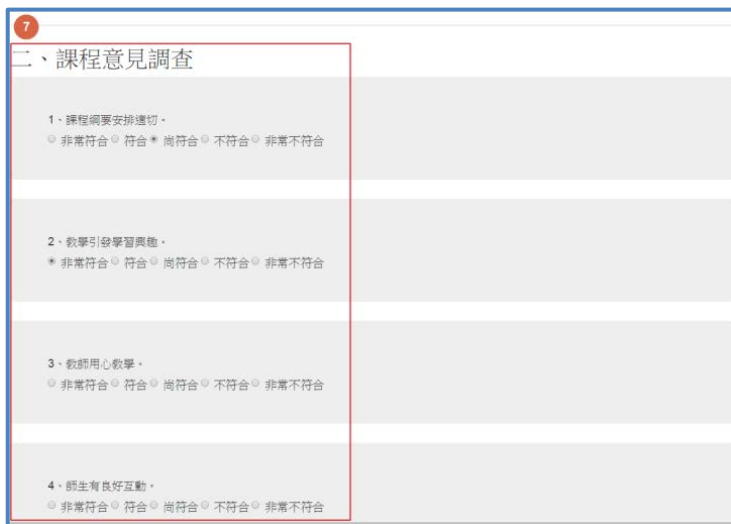 7
二、課程意見調查
1、課程綱要安排適切。
非常符合 符合 尚符合 不符合 非常不符合
2、教學引發學習興趣。
非常符合 符合 尚符合 不符合 非常不符合
3、教師用心教學。
非常符合 符合 尚符合 不符合 非常不符合
4、師生有良好互動。
非常符合 符合 尚符合 不符合 非常不符合